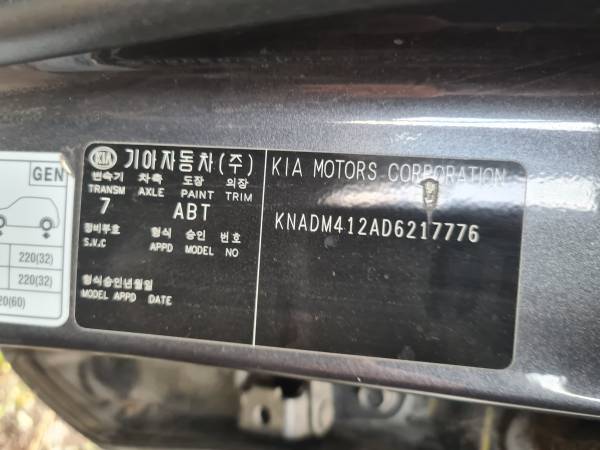 KIA 기아자동차(주)
변속기 차축 도장 의장
TRANSM AXLE PAINT TRIM
7 ABT
정비부호 형식 승인 번호
S.V.C APPD MODEL NO
형식승인년월일
MODEL APPD DATE
KIA MOTORS CORPORATION
KNADM412AD6217776
GEN
220(32)
220(32)
20(60)